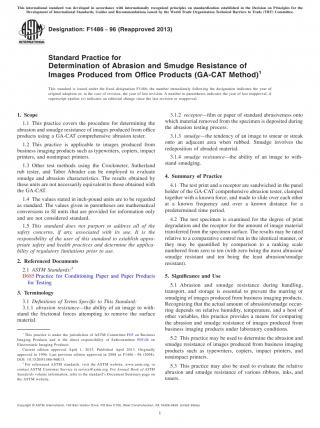 This international standard was developed in accordance with internationally recognized principles on standardization established in the Decision on Principles for the
Development of International Standards, Guides and Recommendations issued by the World Trade Organization Technical Barriers to Trade (TBT) Committee.
Designation: F1486 - 96 (Reapproved 2013)
INTERNATIONAL
Standard Practice for
Determination of Abrasion and Smudge Resistance of
Images Produced from Office Products (GA-CAT Method)1
This standard is issued under the fixed designation F1486; the number immediately following the designation indicates the year of
original adoption or, in the case of revision, the year of last revision. A number in parentheses indicates the year of last reapproval. A
superscript epsilon (ε) indicates an editorial change since the last revision or reapproval.
1. Scope
1.1 This practice covers the procedure for determining the
abrasion and smudge resistance of images produced from office
products using a GA-CAT comprehensive abrasion tester.
1.2 This practice is applicable to images produced from
business imaging products such as typewriters, copiers, impact
printers, and nonimpact printers.
1.3 Other test methods using the Crockmeter, Sutherland
rub tester, and Taber Abrader can be employed to evaluate
smudge and abrasion characteristics. The results obtained by
those units are not necessarily equivalent to those obtained with
the GA-CAT.
1.4 The values stated in inch-pound units are to be regarded
as standard. The values given in parentheses are mathematical
conversions to SI units that are provided for information only
and are not considered standard.
1.5 This standard does not purport to address all of the
safety concerns, if any, associated with its use. It is the
responsibility of the user of this standard to establish appro-
priate safety and health practices and determine the applica-
bility of regulatory limitations prior to use.
2. Referenced Documents
2.1 ASTM Standards:2
D685 Practice for Conditioning Paper and Paper Products
for Testing
3. Terminology
3.1 Definitions of Terms Specific to This Standard:
3.1.1 abrasion resistance—the ability of an image to with-
stand the frictional forces attempting to remove the surface
material.
1 This practice is under the jurisdiction of ASTM Committee F05 on Business
Imaging Products and is the direct responsibility of Subcommittee
Electrostatic Imaging Products.
Current edition approved April 1, 2013. Published April 2013. Originally
approved in 1996. Last previous edition approved in 2008 as F1486 – 96 (2008).
DOI:
2 For referenced ASTM standards, visit the ASTM website, www.astm.org, or
contact ASTM Customer Service at service@astm.org. For Annual Book of ASTM
Standards volume information, refer to the standard's Document Summary page on
the ASTM website.
3.1.2 receptor—film or paper of standard abrasiveness onto
which material removed from the specimen is deposited during
the abrasion testing process.
3.1.3 smudge—the tendency of an image to smear or streak
onto an adjacent area when rubbed. Smudge involves the
redeposition of abraded material.
3.1.4 smudge resistance—the ability of an image to with-
stand smudging.
4. Summary of Practice
4.1 The test print and a receptor are sandwiched in the panel
holder of the GA-CAT comprehensive abrasion tester, clamped
together with a known force, and made to slide over each other
at a known frequency and over a known distance for a
predetermined time period.
4.2 The test specimen is examined for the degree of print
degradation and the receptor for the amount of material
transferred from the specimen surface. The results may be rated
relative to a comparative control run in the identical manner, or
they may be quantified by comparison to a ranking scale
numbered from zero to ten (with zero being the most abrasion/
smudge resistant and ten being the least abrasion/smudge
resistant).
5. Significance and Use
5.1 Abrasion and smudge resistance during handling,
transport, and storage is essential to prevent the marring or
smudging of images produced from business imaging products.
Recognizing that the actual amount of abrasion/smudge occur-
ring depends on relative humidity, temperature, and a host of
other variables, this practice provides a means for comparing
the abrasion and smudge resistance of images produced from
business imaging products under laboratory conditions.
5.2 This practice may be used to determine the abrasion and
smudge resistance of images produced from business imaging
products such as typewriters, copiers, impact printers, and
nonimpact printers.
5.3 This practice may also be used to evaluate the relative
abrasion and smudge resistance of various ribbons, inks, and
toners.
Copyright © ASTM International, 100 Barr Harbor Drive, PO Box C700, West Conshohocken, PA 19428-2959. United States
1